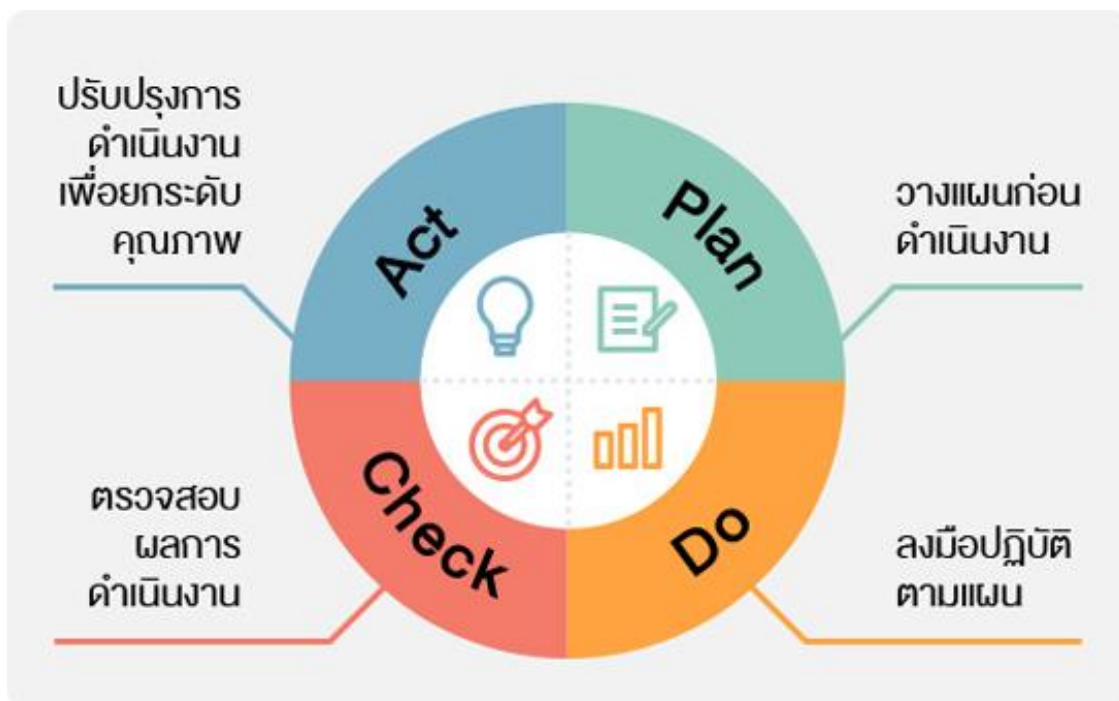 ปรับปรุงการ
ดำเนินงาน
เพื่อยกระดับ
คุณภาพ
Act
Plan
วางแผนก่อน
ดำเนินงาน
ตรวจสอบ
ผลการ
ดำเนินงาน
Check
Do
ลงมือปฏิบัติ
ตามแผน